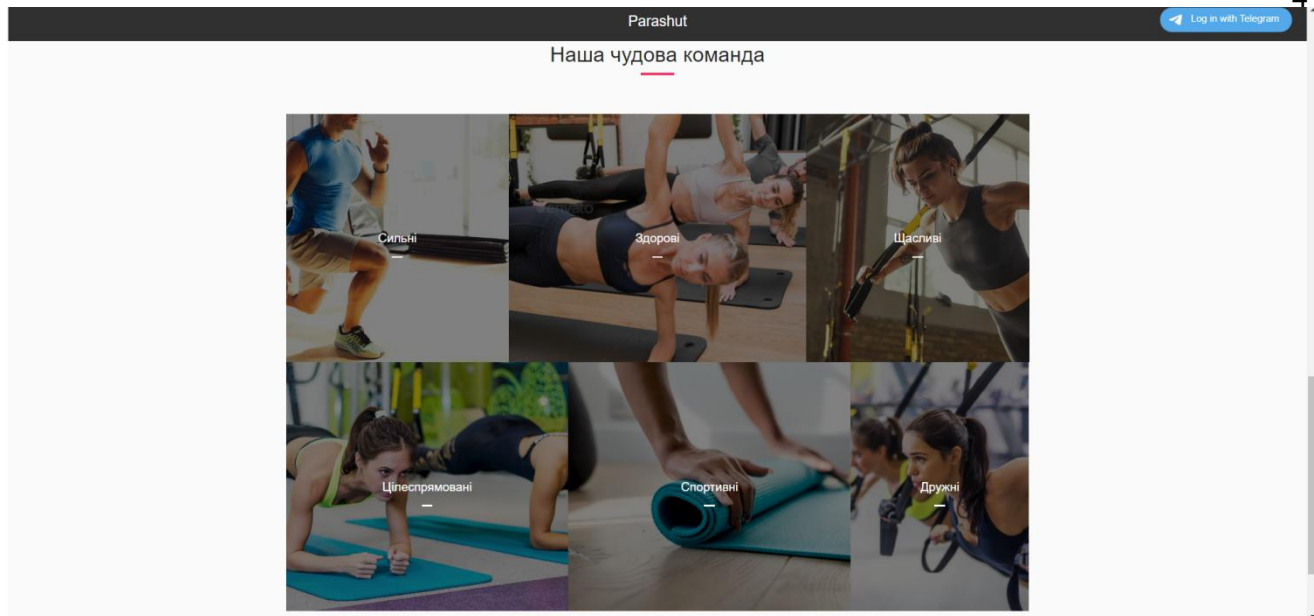 Parashut
Log in with Telegram
Наша чудова команда
Сильні
Здорові
Щасливі
Цілеспрямовані
Спортивні
Дружні